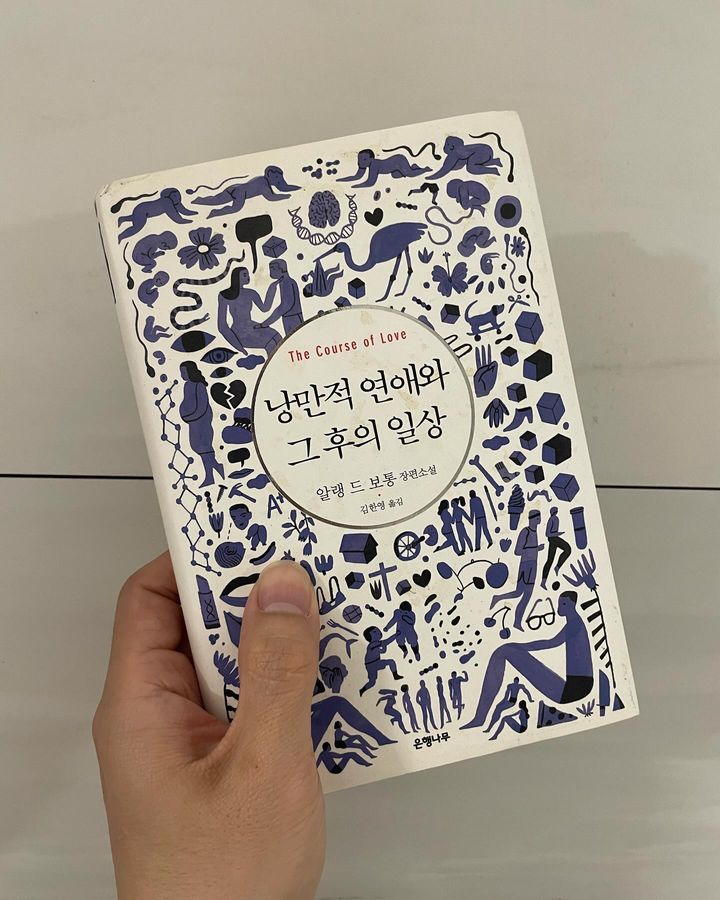 The Course of Love
낭만적 연애와
그 후의 일상
알랭 드 보통 장편소설
김한영 옮김
A+
은행나무